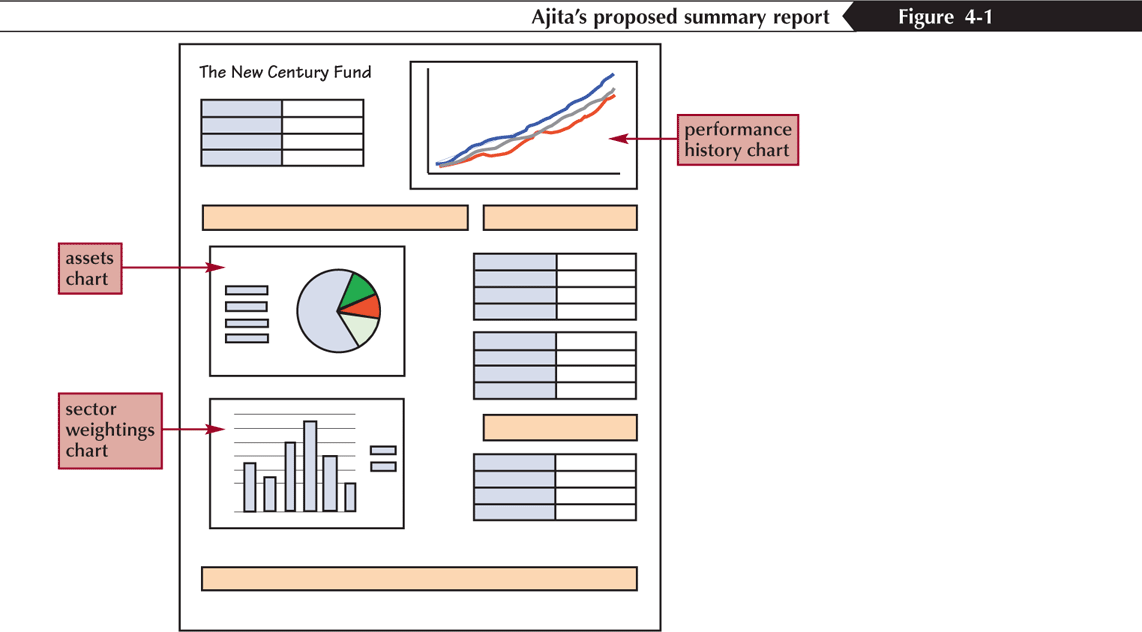 Ajita's proposed summary report
Figure 4-1
The New Century Fund
performance
history chart
assets
chart
sector
weightings
chart